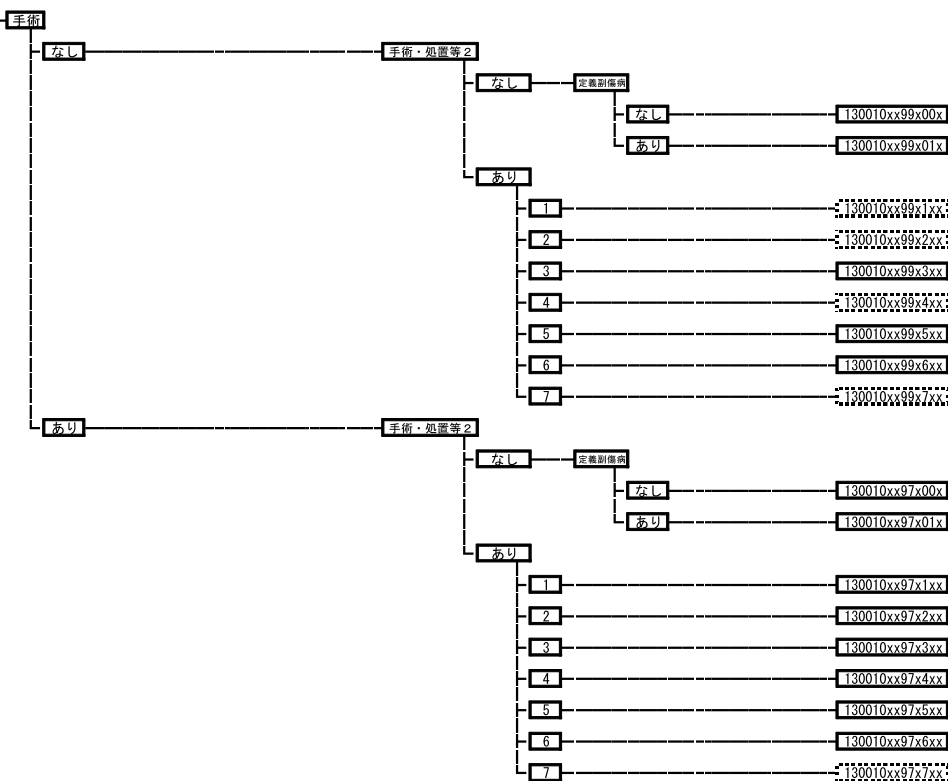 手術
なし 手術・処置等2
なし 定義副傷病
なし 130010xx99x00x
あり 130010xx99x01x
あり
1 130010xx99x1xx
2 130010xx99x2xx
3 130010xx99x3xx
4 130010xx99x4xx
5 130010xx99x5xx
6 130010xx99x6xx
7 130010xx99x7xx
あり 手術・処置等2
なし 定義副傷病
なし 130010xx97x00x
あり 130010xx97x01x
あり
1 130010xx97x1xx
2 130010xx97x2xx
3 130010xx97x3xx
4 130010xx97x4xx
5 130010xx97x5xx
6 130010xx97x6xx
7 130010xx97x7xx